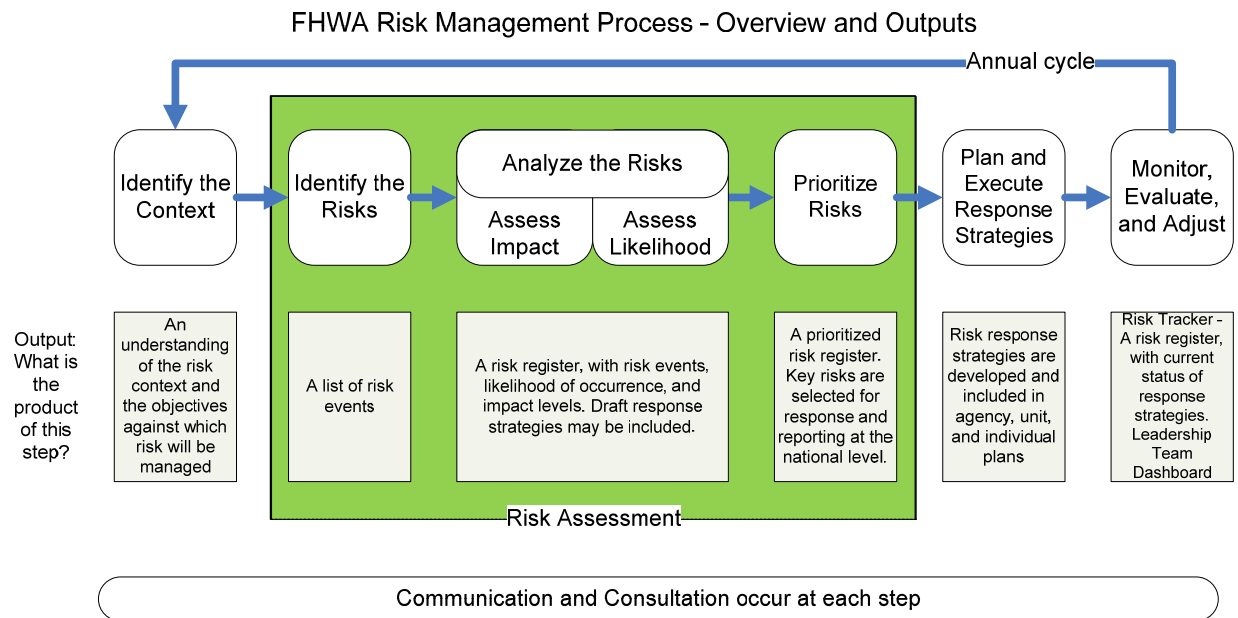 FHWA Risk Management Process – Overview and Outputs
Annual cycle
Identify the
Context
Identify the
Risks
Analyze the Risks
Assess
Impact
Assess
Likelihood
Prioritize
Risks
Plan and
Execute
Response
Strategies
Monitor,
Evaluate,
and Adjust
Output:
What is
the
product
of this
step?
An
understanding
of the risk
context and
the objectives
against which
risk will be
managed
A list of risk
events
A risk register, with risk events,
likelihood of occurrence, and
impact levels. Draft response
strategies may be included.
A prioritized
risk register.
Key risks are
selected for
response and
reporting at the
national level.
Risk response
strategies are
developed and
included in
agency, unit,
and individual
plans
Risk Tracker –
A risk register,
with current
status of
response
strategies.
Leadership
Team
Dashboard
Risk Assessment
Communication and Consultation occur at each step